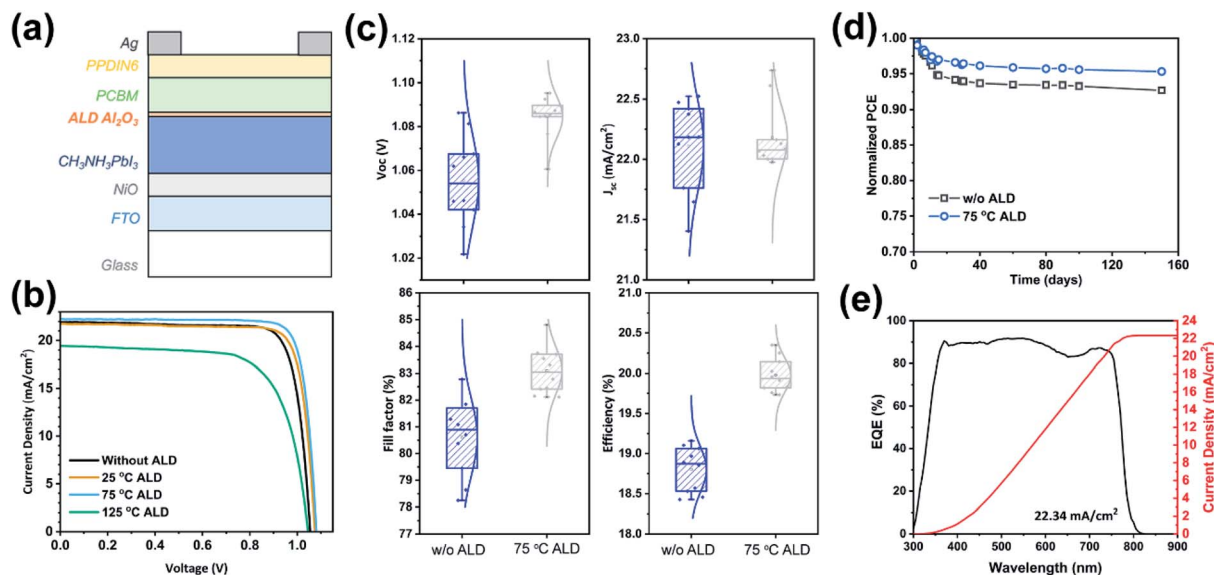 (a)
Ag
PPDIN6
PCBM
ALD Al₂O₃
CH₃NH₃PbI₃
NiO
FTO
Glass
(b)
Current Density (mA/cm²)
20
10
0
0.0 0.2 0.4 0.6 0.8 1.0
Voltage (V)
Without ALD
25 °C ALD
75 °C ALD
125 °C ALD
(c)
Voc (V)
1.12
1.10
1.08
1.06
1.04
1.02
J_sc (mA/cm²)
23.0
22.5
22.0
21.5
21.0
Fill factor (%)
86
85
84
83
82
81
80
79
78
77
w/o ALD 75 °C ALD
Efficiency (%)
21.0
20.5
20.0
19.5
19.0
18.5
18.0
w/o ALD 75 °C ALD
(d)
Normalized PCE
1.00
0.95
0.90
0.85
0.80
0.75
0.70
w/o ALD
75 °C ALD
0 40 80 120 160
Time (days)
(e)
EQE (%)
100
80
60
40
20
0
22.34 mA/cm²
300 400 500 600 700 800 900
Wavelength (nm)
24
22
20
18
16
14
12
10
8
6
4
2
0
Current Density (mA/cm²)